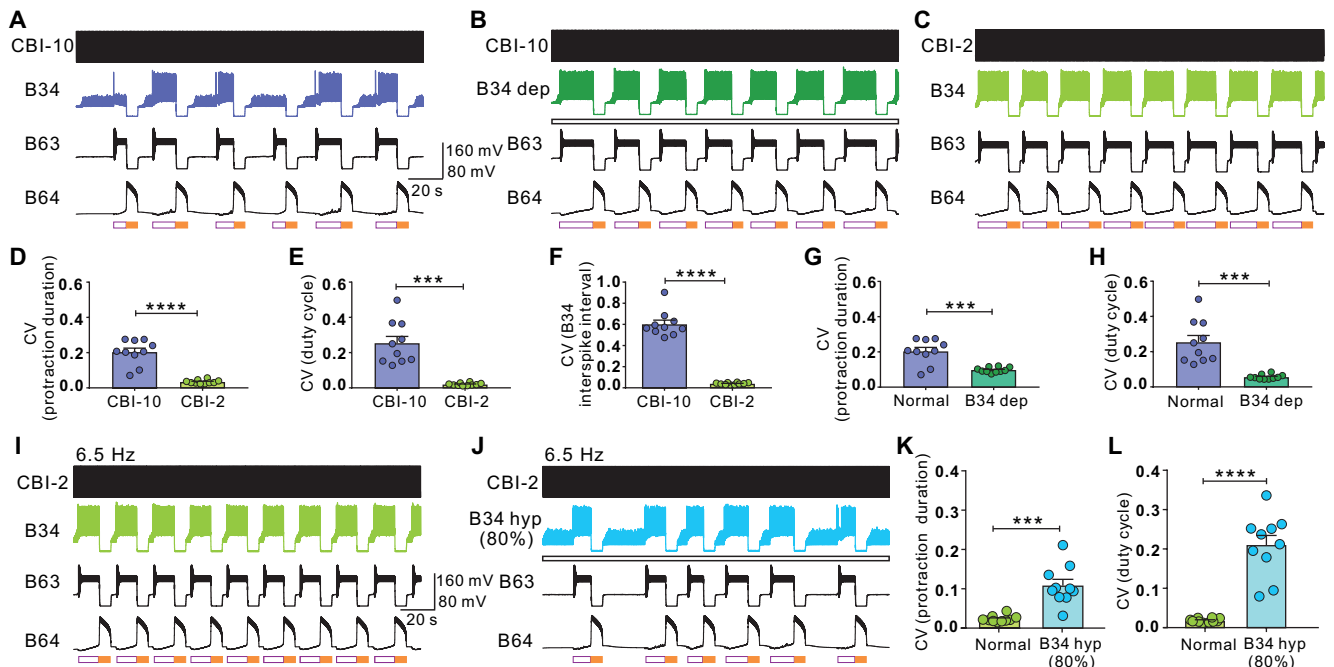 A
CBI-10
B34
B63
B64
160 mV
80 mV
20 s
B
CBI-10
B34 dep
B63
B64
C
CBI-2
B34
B63
B64
D
CV
(protraction duration)
0.6
0.4
0.2
0.0
****
CBI-10
CBI-2
E
CV (duty cycle)
0.6
0.4
0.2
0.0
***
CBI-10
CBI-2
F
CV (B34
interspike interval)
1.0
0.8
0.6
0.4
0.2
0.0
****
CBI-10
CBI-2
G
CV
(protraction duration)
0.6
0.4
0.2
0.0
***
Normal
B34 dep
H
CV (duty cycle)
0.6
0.4
0.2
0.0
***
Normal
B34 dep
I
6.5 Hz
CBI-2
B34
B63
B64
160 mV
80 mV
20 s
J
6.5 Hz
CBI-2
B34 hyp
(80%)
B63
B64
K
CV (protraction duration)
0.4
0.3
0.2
0.1
0.0
***
Normal
B34 hyp
(80%)
L
CV (duty cycle)
0.4
0.3
0.2
0.1
0.0
****
Normal
B34 hyp
(80%)